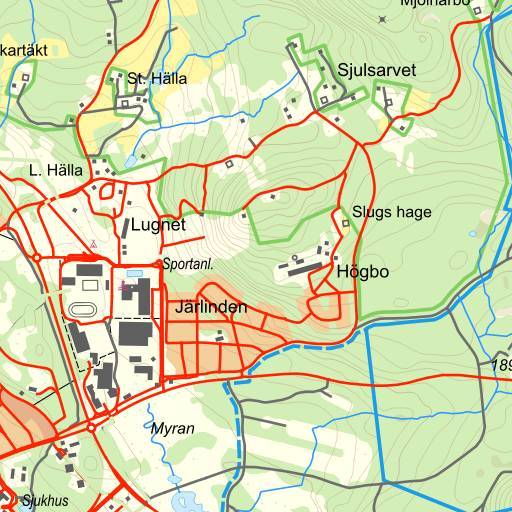 Mjölnarbo
kartäkt
Sjulsarvet
St. Hälla
L. Hälla
Slugs hage
Lugnet
Sportanl.
Högbo
Järlinden
189
Myran
Sjukhus